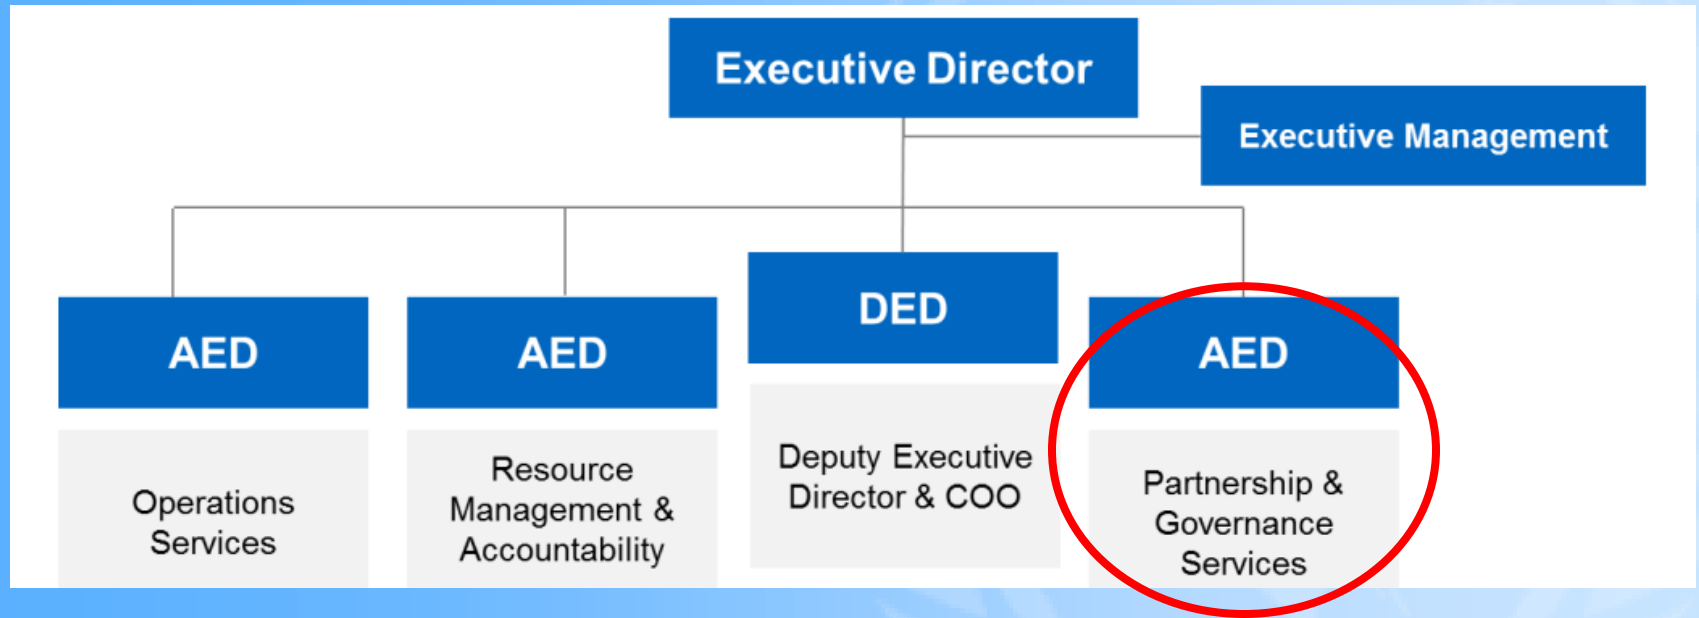 Executive Director
Executive Management
AED
Operations
Services
AED
Resource
Management &
Accountability
DED
Deputy Executive
Director & COO
AED
Partnership &
Governance
Services